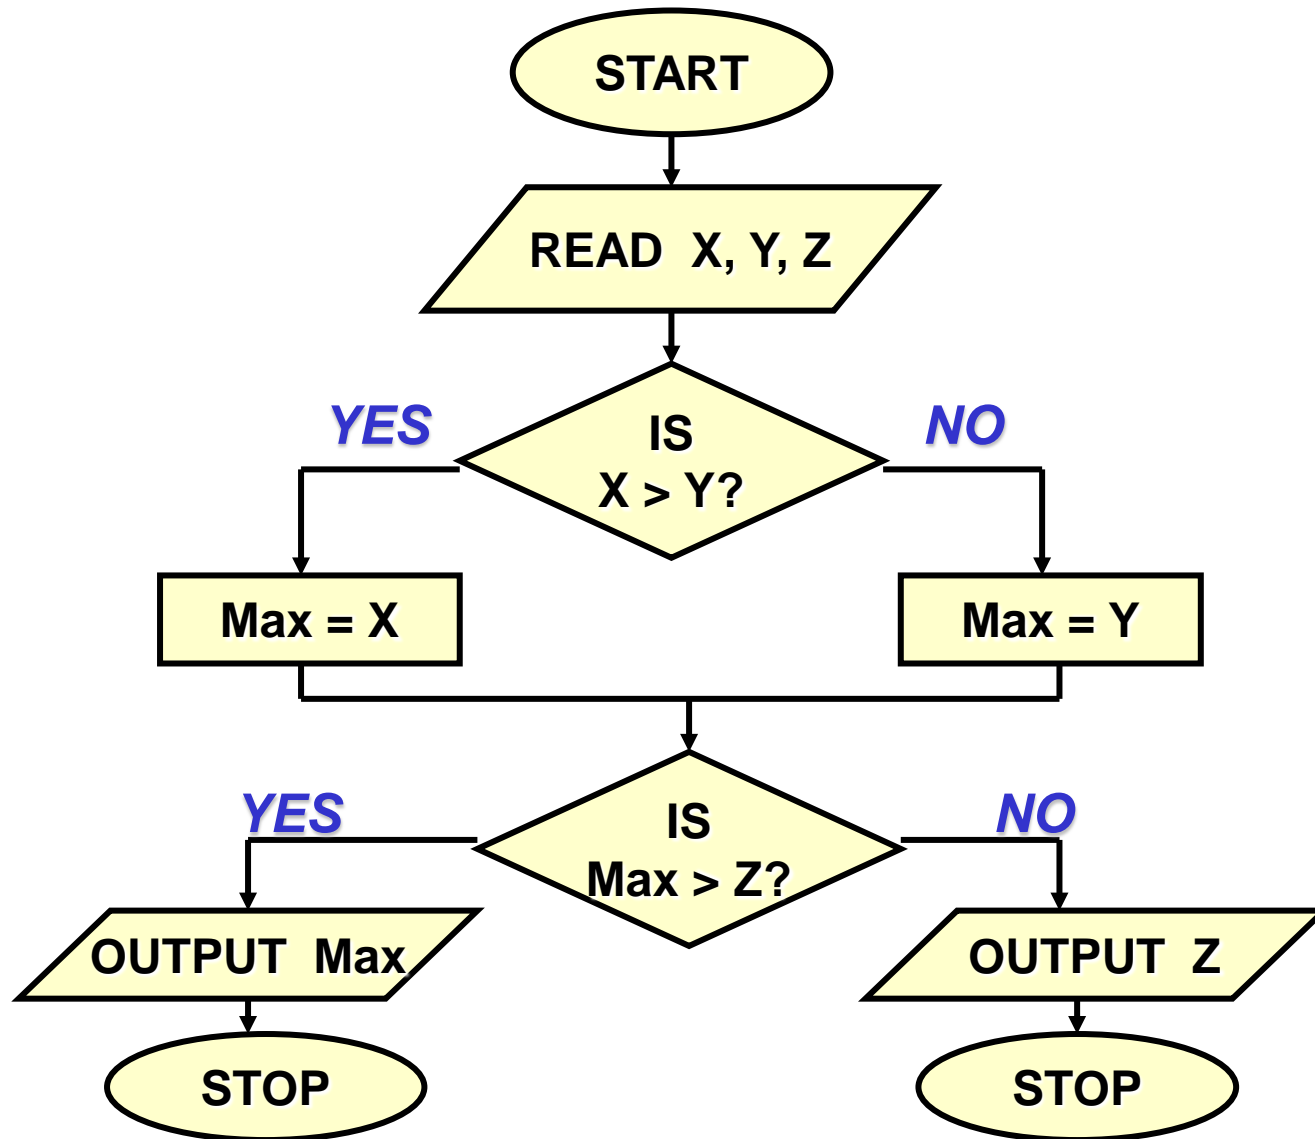 START
READ X, Y, Z
YES
NO
IS
X > Y?
Max = X
Max = Y
YES
NO
IS
Max > Z?
OUTPUT Max
OUTPUT Z
STOP
STOP